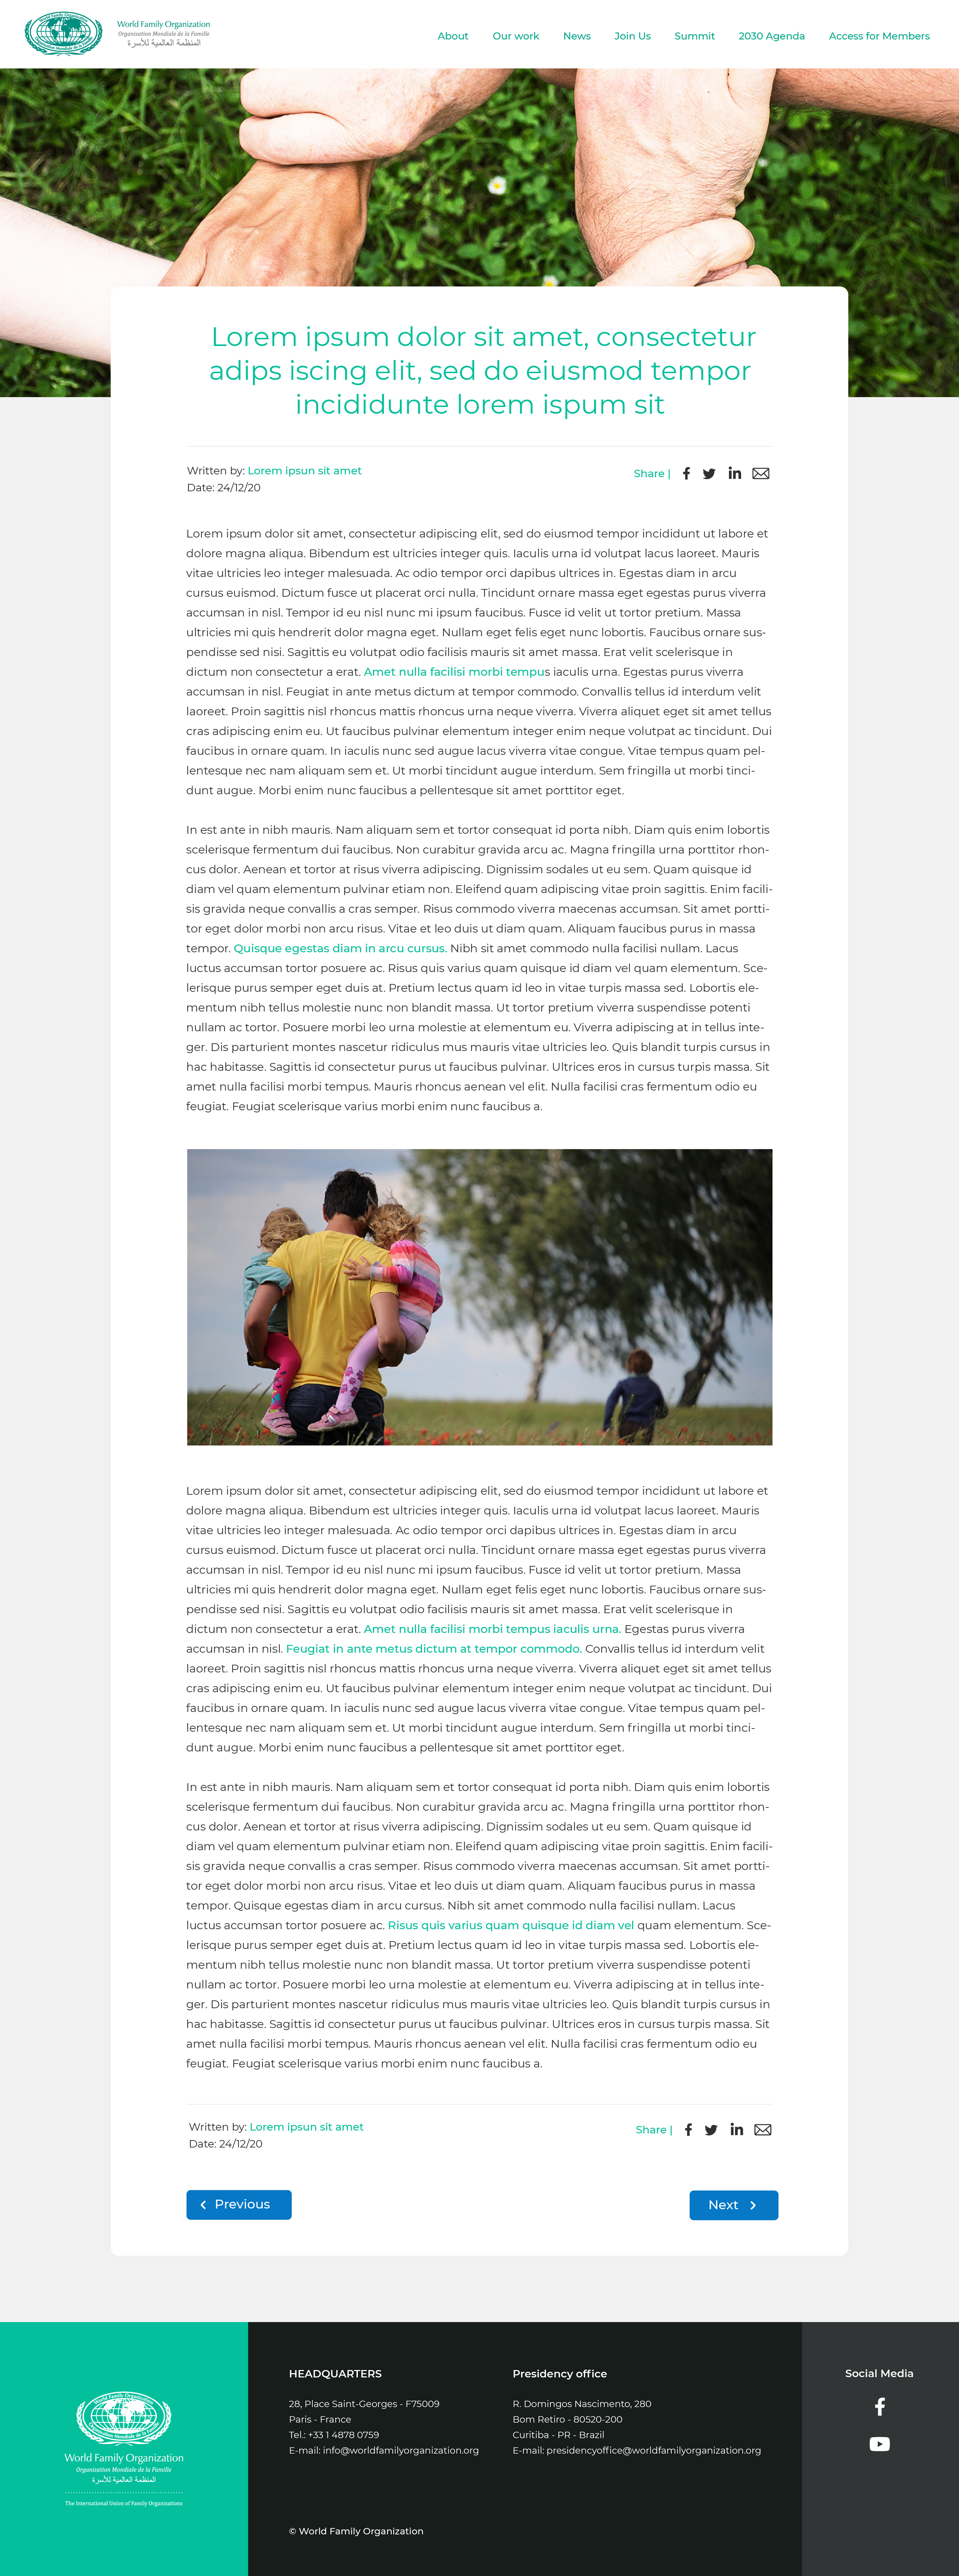 World Family Organization
Organisation Mondiale de la Famille
المنظمة العالمية للأسرة
About Our work News Join Us Summit 2030 Agenda Access for Members
Lorem ipsum dolor sit amet, consectetur
adips iscing elit, sed do eiusmod tempor
incididunte lorem ispum sit
Written by: Lorem ipsun sit amet
Date: 24/12/20
Share |
Lorem ipsum dolor sit amet, consectetur adipiscing elit, sed do eiusmod tempor incididunt ut labore et
dolore magna aliqua. Bibendum est ultricies integer quis. Iaculis urna id volutpat lacus laoreet. Mauris
vitae ultricies leo integer malesuada. Ac odio tempor orci dapibus ultrices in. Egestas diam in arcu
cursus euismod. Dictum fusce ut placerat orci nulla. Tincidunt ornare massa eget egestas purus viverra
accumsan in nisl. Tempor id eu nisl nunc mi ipsum faucibus. Fusce id velit ut tortor pretium. Massa
ultricies mi quis hendrerit dolor magna eget. Nullam eget felis eget nunc lobortis. Faucibus ornare sus-
pendisse sed nisi. Sagittis eu volutpat odio facilisis mauris sit amet massa. Erat velit scelerisque in
dictum non consectetur a erat. Amet nulla facilisi morbi tempus iaculis urna. Egestas purus viverra
accumsan in nisl. Feugiat in ante metus dictum at tempor commodo. Convallis tellus id interdum velit
laoreet. Proin sagittis nisl rhoncus mattis rhoncus urna neque viverra. Viverra aliquet eget sit amet tellus
cras adipiscing enim eu. Ut faucibus pulvinar elementum integer enim neque volutpat ac tincidunt. Dui
faucibus in ornare quam. In iaculis nunc sed augue lacus viverra vitae congue. Vitae tempus quam pel-
lentesque nec nam aliquam sem et. Ut morbi tincidunt augue interdum. Sem fringilla ut morbi tinci-
dunt augue. Morbi enim nunc faucibus a pellentesque sit amet porttitor eget.
In est ante in nibh mauris. Nam aliquam sem et tortor consequat id porta nibh. Diam quis enim lobortis
scelerisque fermentum dui faucibus. Non curabitur gravida arcu ac. Magna fringilla urna porttitor rhon-
cus dolor. Aenean et tortor at risus viverra adipiscing. Dignissim sodales ut eu sem. Quam quisque id
diam vel quam elementum pulvinar etiam non. Eleifend quam adipiscing vitae proin sagittis. Enim facili-
sis gravida neque convallis a cras semper. Risus commodo viverra maecenas accumsan. Sit amet portti-
tor eget dolor morbi non arcu risus. Vitae et leo duis ut diam quam. Aliquam faucibus purus in massa
tempor. Quisque egestas diam in arcu cursus. Nibh sit amet commodo nulla facilisi nullam. Lacus
luctus accumsan tortor posuere ac. Risus quis varius quam quisque id diam vel quam elementum. Sce-
lerisque purus semper eget duis at. Pretium lectus quam id leo in vitae turpis massa sed. Lobortis ele-
mentum nibh tellus molestie nunc non blandit massa. Ut tortor pretium viverra suspendisse potenti
nullam ac tortor. Posuere morbi leo urna molestie at elementum eu. Viverra adipiscing at in tellus inte-
ger. Dis parturient montes nascetur ridiculus mus mauris vitae ultricies leo. Quis blandit turpis cursus in
hac habitasse. Sagittis id consectetur purus ut faucibus pulvinar. Ultrices eros in cursus turpis massa. Sit
amet nulla facilisi morbi tempus. Mauris rhoncus aenean vel elit. Nulla facilisi cras fermentum odio eu
feugiat. Feugiat scelerisque varius morbi enim nunc faucibus a.
Lorem ipsum dolor sit amet, consectetur adipiscing elit, sed do eiusmod tempor incididunt ut labore et
dolore magna aliqua. Bibendum est ultricies integer quis. Iaculis urna id volutpat lacus laoreet. Mauris
vitae ultricies leo integer malesuada. Ac odio tempor orci dapibus ultrices in. Egestas diam in arcu
cursus euismod. Dictum fusce ut placerat orci nulla. Tincidunt ornare massa eget egestas purus viverra
accumsan in nisl. Tempor id eu nisl nunc mi ipsum faucibus. Fusce id velit ut tortor pretium. Massa
ultricies mi quis hendrerit dolor magna eget. Nullam eget felis eget nunc lobortis. Faucibus ornare sus-
pendisse sed nisi. Sagittis eu volutpat odio facilisis mauris sit amet massa. Erat velit scelerisque in
dictum non consectetur a erat. Amet nulla facilisi morbi tempus iaculis urna. Egestas purus viverra
accumsan in nisl. Feugiat in ante metus dictum at tempor commodo. Convallis tellus id interdum velit
laoreet. Proin sagittis nisl rhoncus mattis rhoncus urna neque viverra. Viverra aliquet eget sit amet tellus
cras adipiscing enim eu. Ut faucibus pulvinar elementum integer enim neque volutpat ac tincidunt. Dui
faucibus in ornare quam. In iaculis nunc sed augue lacus viverra vitae congue. Vitae tempus quam pel-
lentesque nec nam aliquam sem et. Ut morbi tincidunt augue interdum. Sem fringilla ut morbi tinci-
dunt augue. Morbi enim nunc faucibus a pellentesque sit amet porttitor eget.
In est ante in nibh mauris. Nam aliquam sem et tortor consequat id porta nibh. Diam quis enim lobortis
scelerisque fermentum dui faucibus. Non curabitur gravida arcu ac. Magna fringilla urna porttitor rhon-
cus dolor. Aenean et tortor at risus viverra adipiscing. Dignissim sodales ut eu sem. Quam quisque id
diam vel quam elementum pulvinar etiam non. Eleifend quam adipiscing vitae proin sagittis. Enim facili-
sis gravida neque convallis a cras semper. Risus commodo viverra maecenas accumsan. Sit amet portti-
tor eget dolor morbi non arcu risus. Vitae et leo duis ut diam quam. Aliquam faucibus purus in massa
tempor. Quisque egestas diam in arcu cursus. Nibh sit amet commodo nulla facilisi nullam. Lacus
luctus accumsan tortor posuere ac. Risus quis varius quam quisque id diam vel quam elementum. Sce-
lerisque purus semper eget duis at. Pretium lectus quam id leo in vitae turpis massa sed. Lobortis ele-
mentum nibh tellus molestie nunc non blandit massa. Ut tortor pretium viverra suspendisse potenti
nullam ac tortor. Posuere morbi leo urna molestie at elementum eu. Viverra adipiscing at in tellus inte-
ger. Dis parturient montes nascetur ridiculus mus mauris vitae ultricies leo. Quis blandit turpis cursus in
hac habitasse. Sagittis id consectetur purus ut faucibus pulvinar. Ultrices eros in cursus turpis massa. Sit
amet nulla facilisi morbi tempus. Mauris rhoncus aenean vel elit. Nulla facilisi cras fermentum odio eu
feugiat. Feugiat scelerisque varius morbi enim nunc faucibus a.
Written by: Lorem ipsun sit amet
Date: 24/12/20
Share |
Previous
Next
World Family Organization
Organisation Mondiale de la Famille
المنظمة العالمية للأسرة
The International Union of Family Organizations
HEADQUARTERS
28, Place Saint-Georges - F75009
Paris - France
Tel.: +33 1 4878 0759
E-mail: info@worldfamilyorganization.org
Presidency office
R. Domingos Nascimento, 280
Bom Retiro - 80520-200
Curitiba - PR - Brazil
E-mail: presidencyoffice@worldfamilyorganization.org
© World Family Organization
Social Media